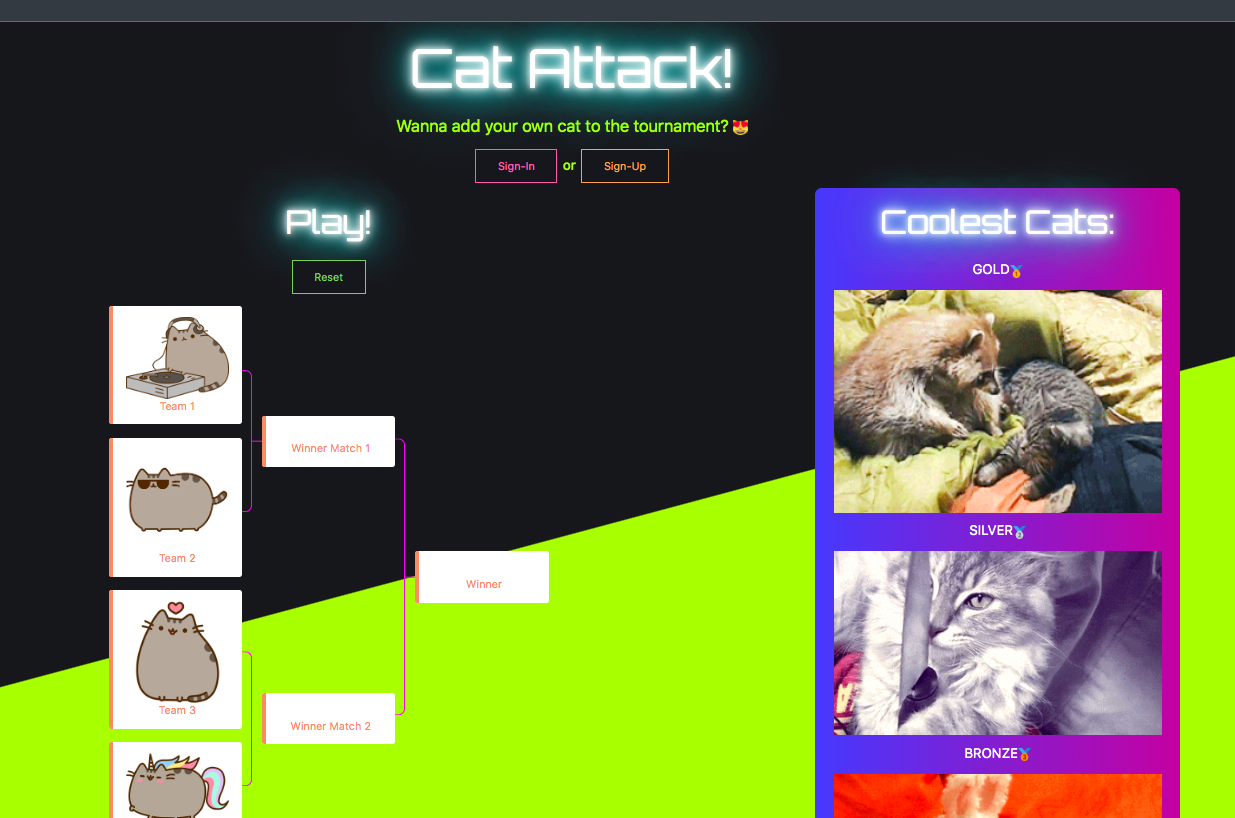 Cat Attack!
Wanna add your own cat to the tournament? 😻
Sign-In or Sign-Up
Play!
Reset
Team 1
Team 2
Team 3
Winner Match 1
Winner Match 2
Winner
Coolest Cats:
GOLD🥇
SILVER🥈
BRONZE🥉